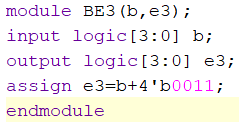 module BE3(b,e3);
input logic[3:0] b;
output logic[3:0] e3;
assign e3=b+4'b0011;
endmodule